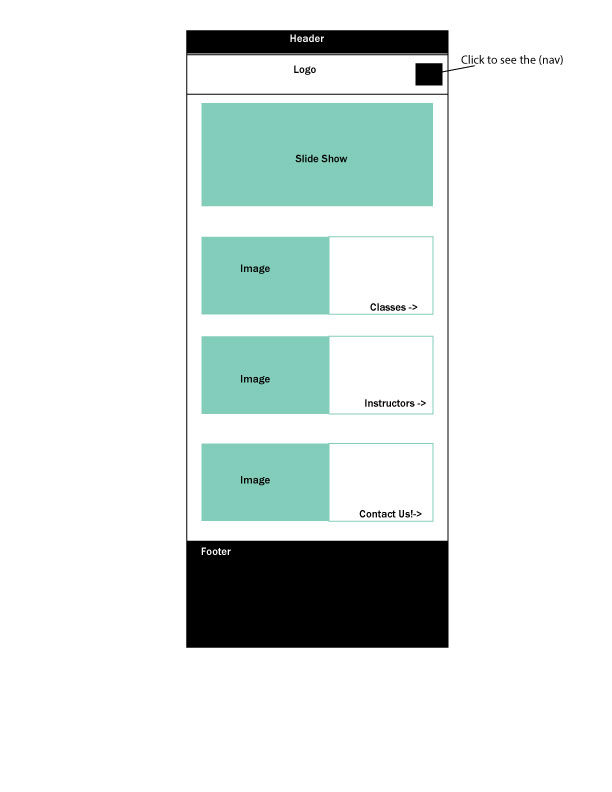 Header
Logo
Click to see the (nav)
Slide Show
Image
Classes ->
Image
Instructors ->
Image
Contact Us!->
Footer